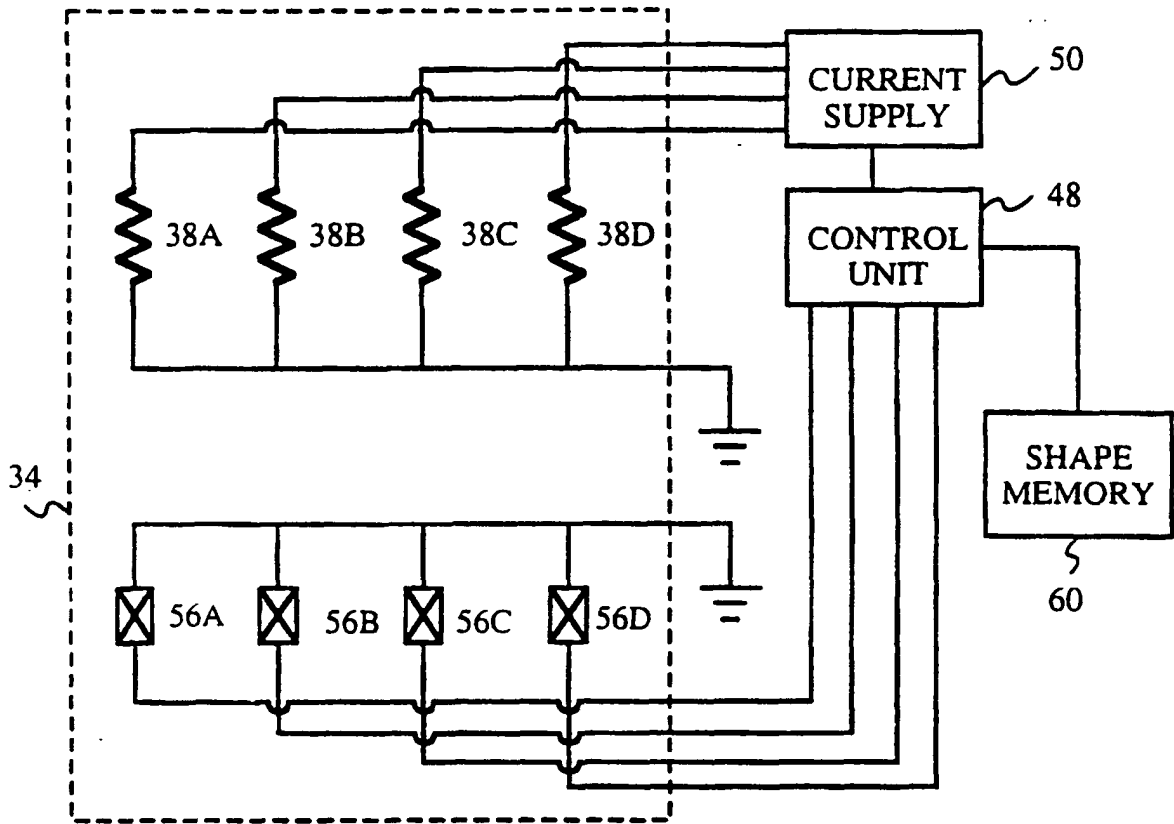 CURRENT
SUPPLY
50
38A
38B
38C
38D
CONTROL
UNIT
48
34
SHAPE
MEMORY
60
56A
56B
56C
56D